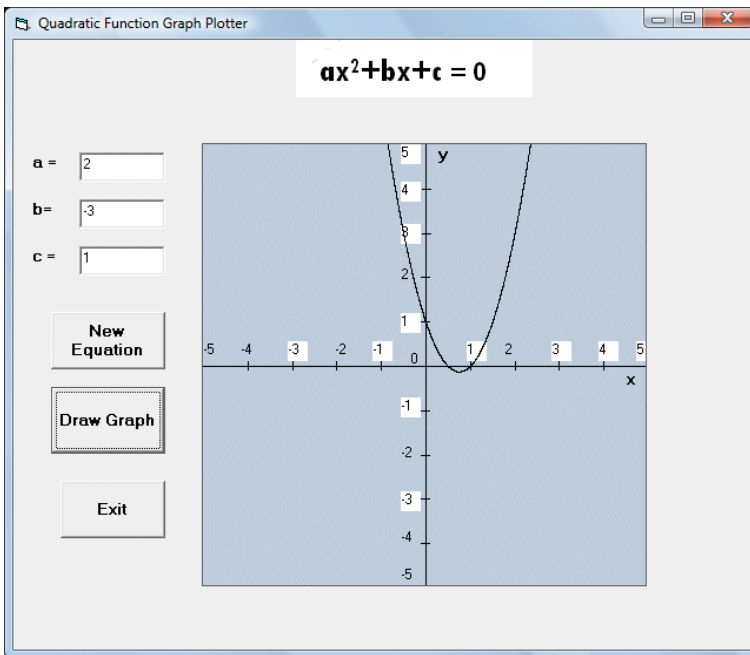 Quadratic Function Graph Plotter
ax²+bx+c = 0
a = 2
b= -3
c = 1
New
Equation
Draw Graph
Exit
5 y
4
3
2
1
-5 -4 -3 -2 -1 0 1 2 3 4 5
x
-1
-2
-3
-4
-5